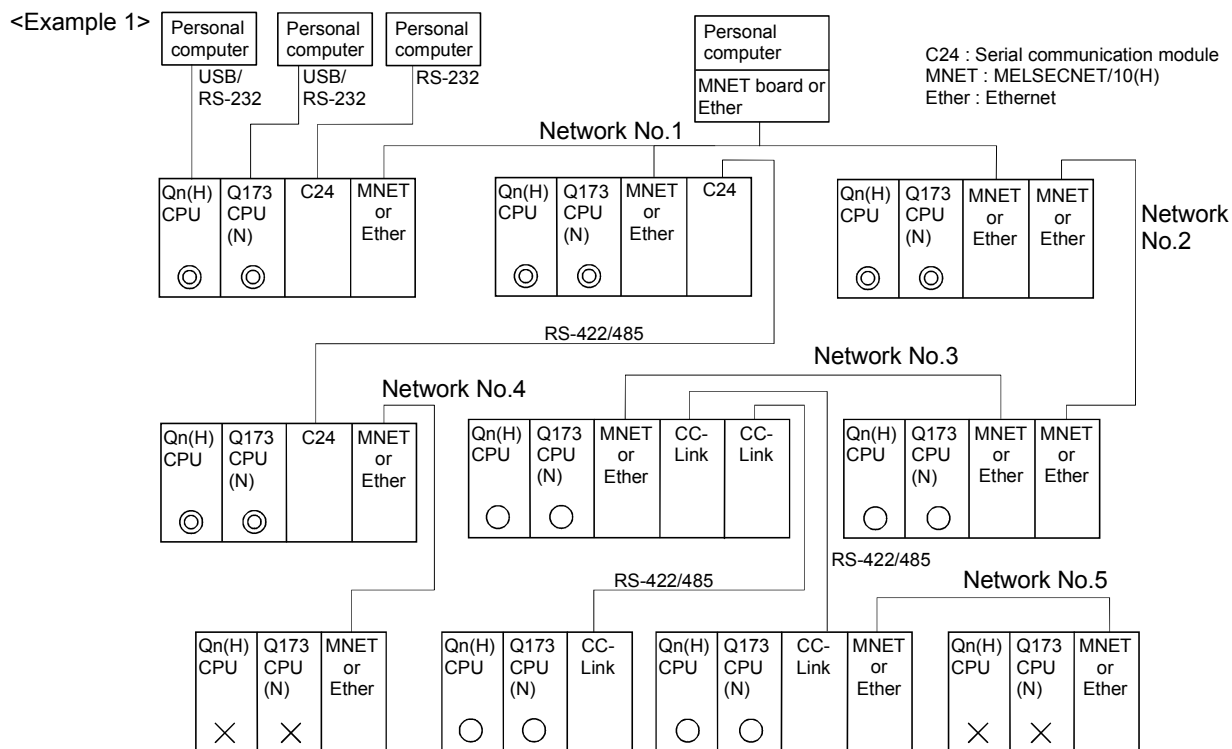 <Example 1>
Personal
computer
Personal
computer
Personal
computer
Personal
computer
MNET board or
Ether
C24 : Serial communication module
MNET : MELSECNET/10(H)
Ether : Ethernet
USB/
RS-232
USB/
RS-232
RS-232
Network No.1
Qn(H)
CPU
Q173
CPU
(N)
C24
MNET
or
Ether
Qn(H)
CPU
Q173
CPU
(N)
MNET
or
Ether
C24
Qn(H)
CPU
Q173
CPU
(N)
MNET
or
Ether
MNET
or
Ether
Network
No.2
RS-422/485
Network No.3
Network No.4
Qn(H)
CPU
Q173
CPU
(N)
C24
MNET
or
Ether
Qn(H)
CPU
Q173
CPU
(N)
MNET
or
Ether
CC-
Link
CC-
Link
Qn(H)
CPU
Q173
CPU
(N)
MNET
or
Ether
MNET
or
Ether
RS-422/485
RS-422/485
Network No.5
Qn(H)
CPU
Q173
CPU
(N)
MNET
or
Ether
Qn(H)
CPU
Q173
CPU
(N)
CC-
Link
Qn(H)
CPU
Q173
CPU
(N)
CC-
Link
MNET
or
Ether
Qn(H)
CPU
Q173
CPU
(N)
MNET
or
Ether